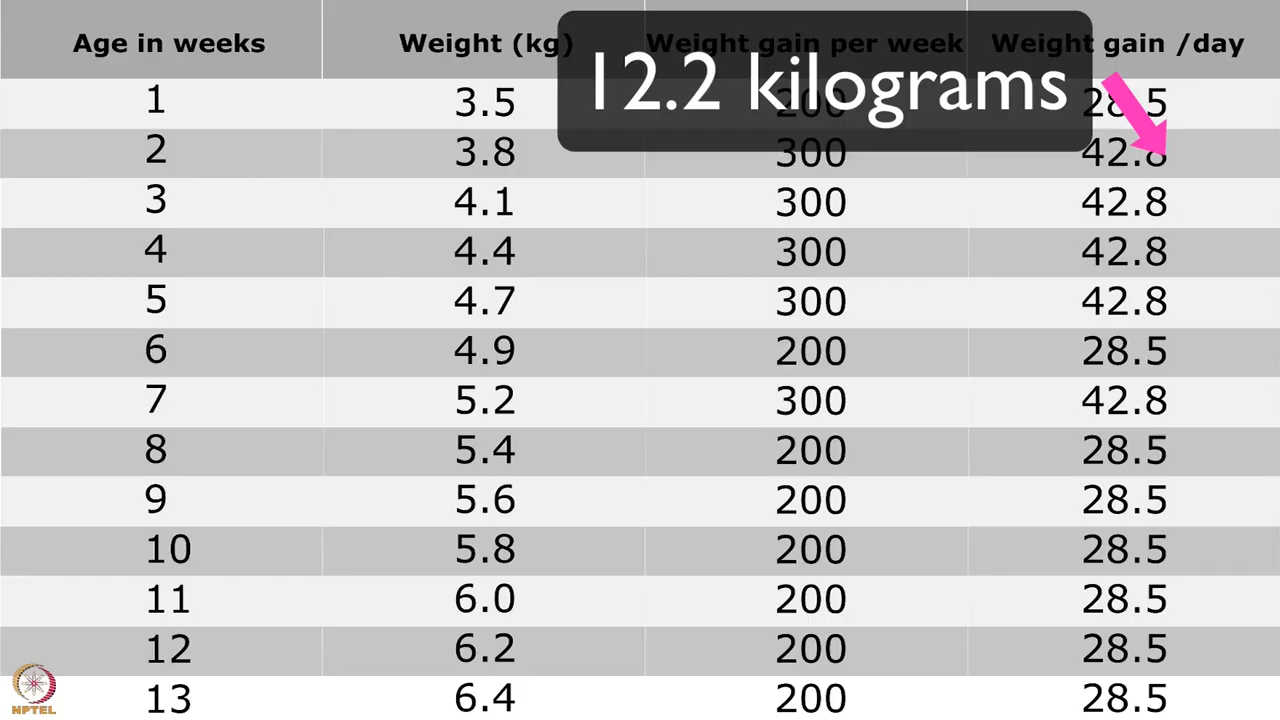 Age in weeks Weight (kg) Weight gain per week Weight gain /day
12.2 kilograms
1 3.5 200 28.5
2 3.8 300 42.8
3 4.1 300 42.8
4 4.4 300 42.8
5 4.7 300 42.8
6 4.9 200 28.5
7 5.2 300 42.8
8 5.4 200 28.5
9 5.6 200 28.5
10 5.8 200 28.5
11 6.0 200 28.5
12 6.2 200 28.5
13 6.4 200 28.5
NPTEL